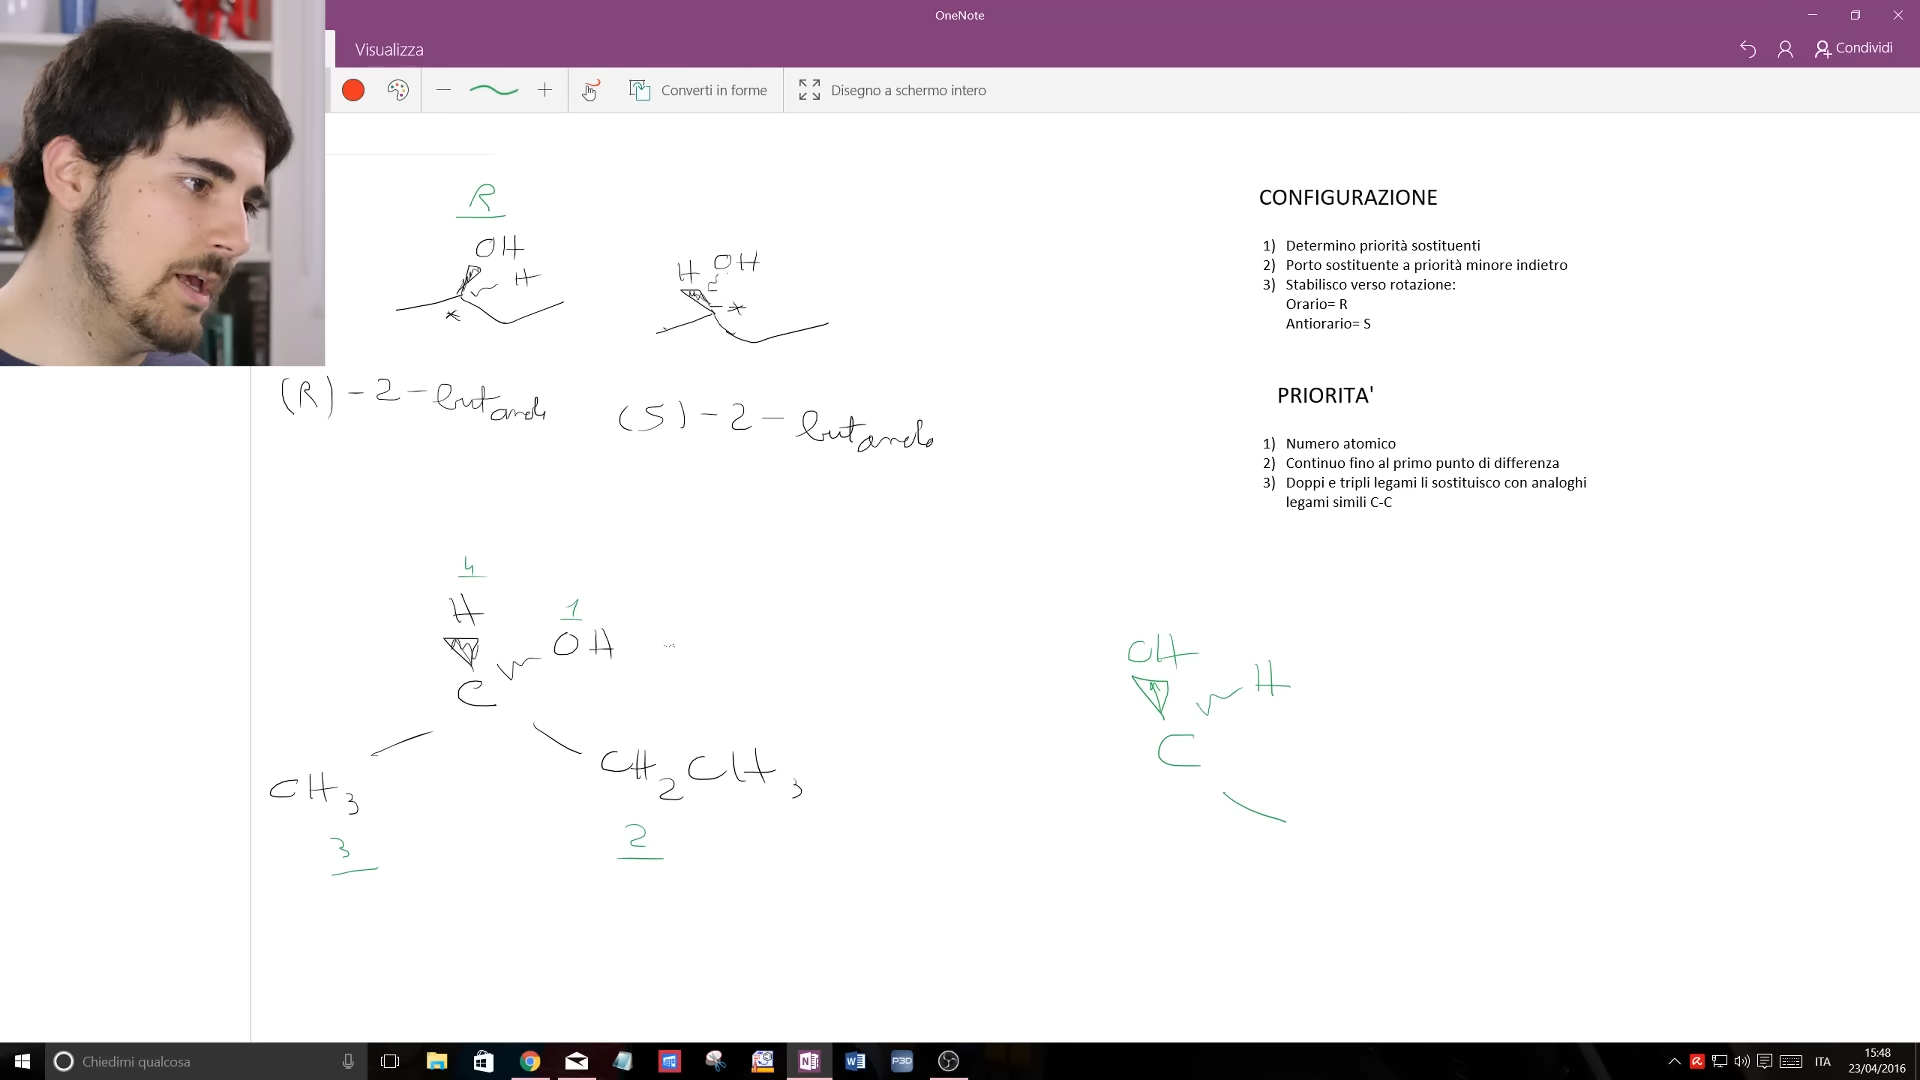 OneNote
Visualizza
Condividi
Converti in forme
Disegno a schermo intero
R
OH
H
*
H OH
*
(R)-2-butanolo
(S)-2-butanolo
CONFIGURAZIONE
1) Determino priorità sostituenti
2) Porto sostituente a priorità minore indietro
3) Stabilisco verso rotazione:
Orario= R
Antiorario= S
PRIORITA'
1) Numero atomico
2) Continuo fino al primo punto di differenza
3) Doppi e tripli legami li sostituisco con analoghi
legami simili C-C
4
H
1
OH
C
CH3
CH2CH3
3
2
OH
H
C
Chiedimi qualcosa
P3D
ITA
15:48
23/04/2016